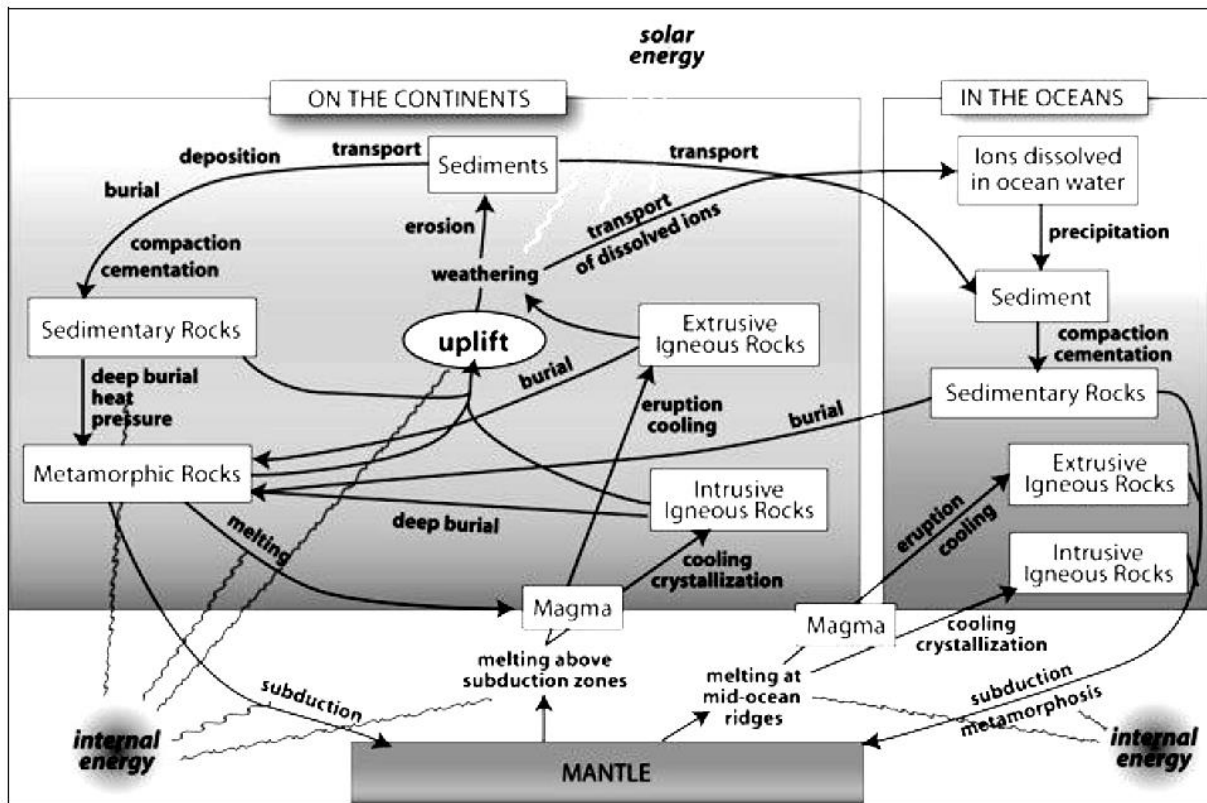 solar
energy
ON THE CONTINENTS
IN THE OCEANS
deposition
transport
Sediments
transport
Ions dissolved
in ocean water
burial
erosion
transport
of dissolved ions
precipitation
compaction
cementation
weathering
Sediment
Sedimentary Rocks
uplift
Extrusive
Igneous Rocks
compaction
cementation
deep burial
heat
pressure
burial
eruption
cooling
burial
Sedimentary Rocks
Metamorphic Rocks
Intrusive
Igneous Rocks
Extrusive
Igneous Rocks
melting
deep burial
eruption
cooling
cooling
crystallization
Intrusive
Igneous Rocks
Magma
Magma
cooling
crystallization
melting above
subduction zones
melting at
mid-ocean
ridges
subduction
subduction
metamorphosis
internal
energy
internal
energy
MANTLE